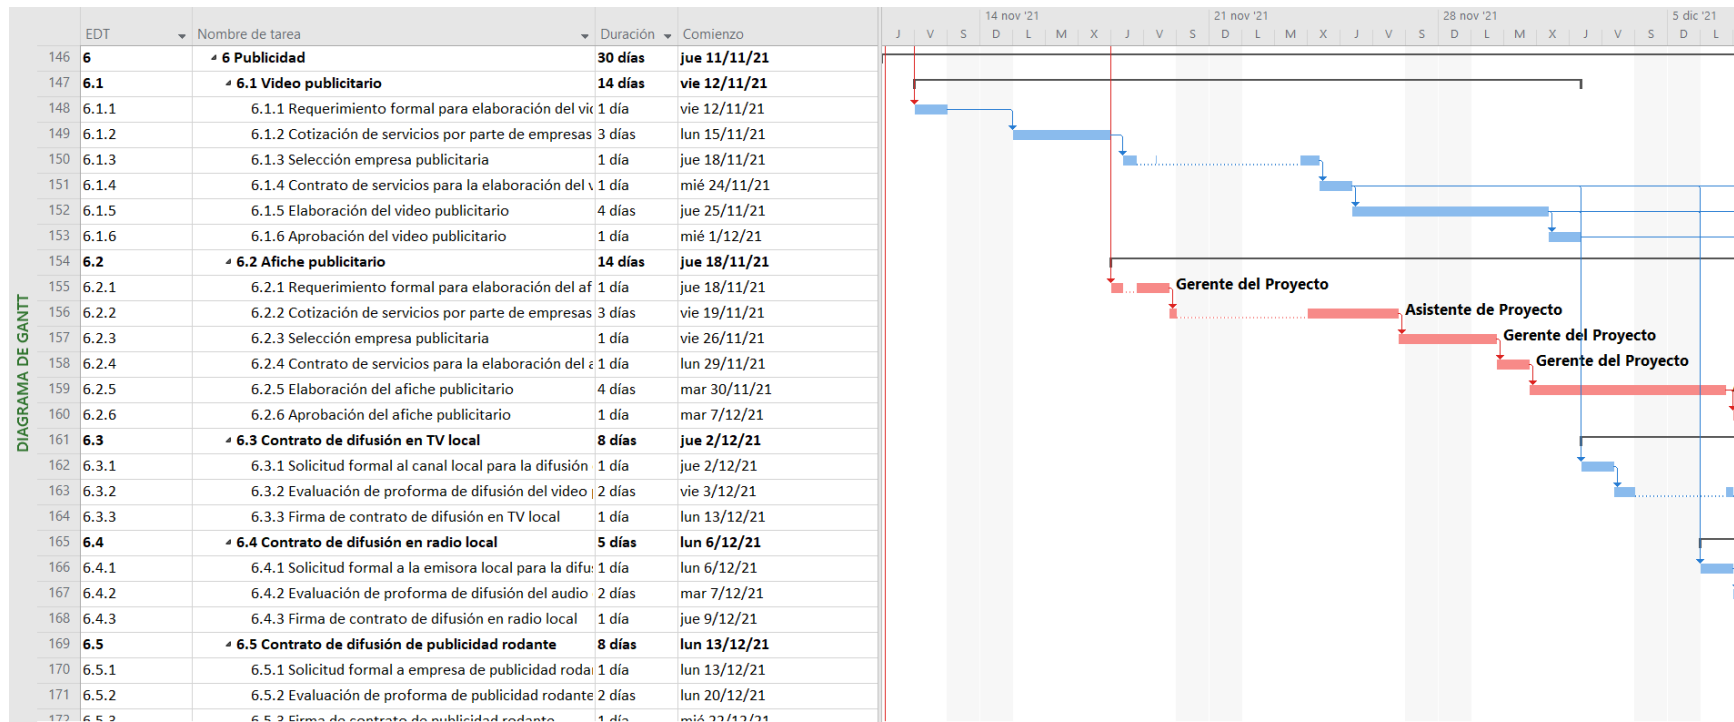 14 nov '21 21 nov '21 28 nov '21 5 dic '21
EDT Nombre de tarea Duración Comienzo J V S D L M X J V S D L M X J V S D L M X J V S D L
146 6 6 Publicidad 30 días jue 11/11/21
147 6.1 6.1 Video publicitario 14 días vie 12/11/21
148 6.1.1 6.1.1 Requerimiento formal para elaboración del 1 día vie 12/11/21
149 6.1.2 6.1.2 Cotización de servicios por parte de empresas 3 días lun 15/11/21
150 6.1.3 6.1.3 Selección empresa publicitaria 1 día jue 18/11/21
151 6.1.4 6.1.4 Contrato de servicios para la elaboración del 1 día mié 24/11/21
152 6.1.5 6.1.5 Elaboración del video publicitario 4 días jue 25/11/21
153 6.1.6 6.1.6 Aprobación del video publicitario 1 día mié 1/12/21
154 6.2 6.2 Afiche publicitario 14 días jue 18/11/21
155 6.2.1 6.2.1 Requerimiento formal para elaboración del af 1 día jue 18/11/21 Gerente del Proyecto
156 6.2.2 6.2.2 Cotización de servicios por parte de empresas 3 días vie 19/11/21 Asistente de Proyecto
157 6.2.3 6.2.3 Selección empresa publicitaria 1 día vie 26/11/21 Gerente del Proyecto
158 6.2.4 6.2.4 Contrato de servicios para la elaboración del 1 día lun 29/11/21 Gerente del Proyecto
159 6.2.5 6.2.5 Elaboración del afiche publicitario 4 días mar 30/11/21
160 6.2.6 6.2.6 Aprobación del afiche publicitario 1 día mar 7/12/21
161 6.3 6.3 Contrato de difusión en TV local 8 días jue 2/12/21
162 6.3.1 6.3.1 Solicitud formal al canal local para la difusión 1 día jue 2/12/21
163 6.3.2 6.3.2 Evaluación de proforma de difusión del video 2 días vie 3/12/21
164 6.3.3 6.3.3 Firma de contrato de difusión en TV local 1 día lun 13/12/21
165 6.4 6.4 Contrato de difusión en radio local 5 días lun 6/12/21
166 6.4.1 6.4.1 Solicitud formal a la emisora local para la difu 1 día lun 6/12/21
167 6.4.2 6.4.2 Evaluación de proforma de difusión del audio 2 días mar 7/12/21
168 6.4.3 6.4.3 Firma de contrato de difusión en radio local 1 día jue 9/12/21
169 6.5 6.5 Contrato de difusión de publicidad rodante 8 días lun 13/12/21
170 6.5.1 6.5.1 Solicitud formal a empresa de publicidad roda 1 día lun 13/12/21
171 6.5.2 6.5.2 Evaluación de proforma de publicidad rodante 2 días lun 20/12/21
172 6.5.3 6.5.3 Firma de contrato de publicidad rodante 1 día mié 22/12/21
DIAGRAMA DE GANTT